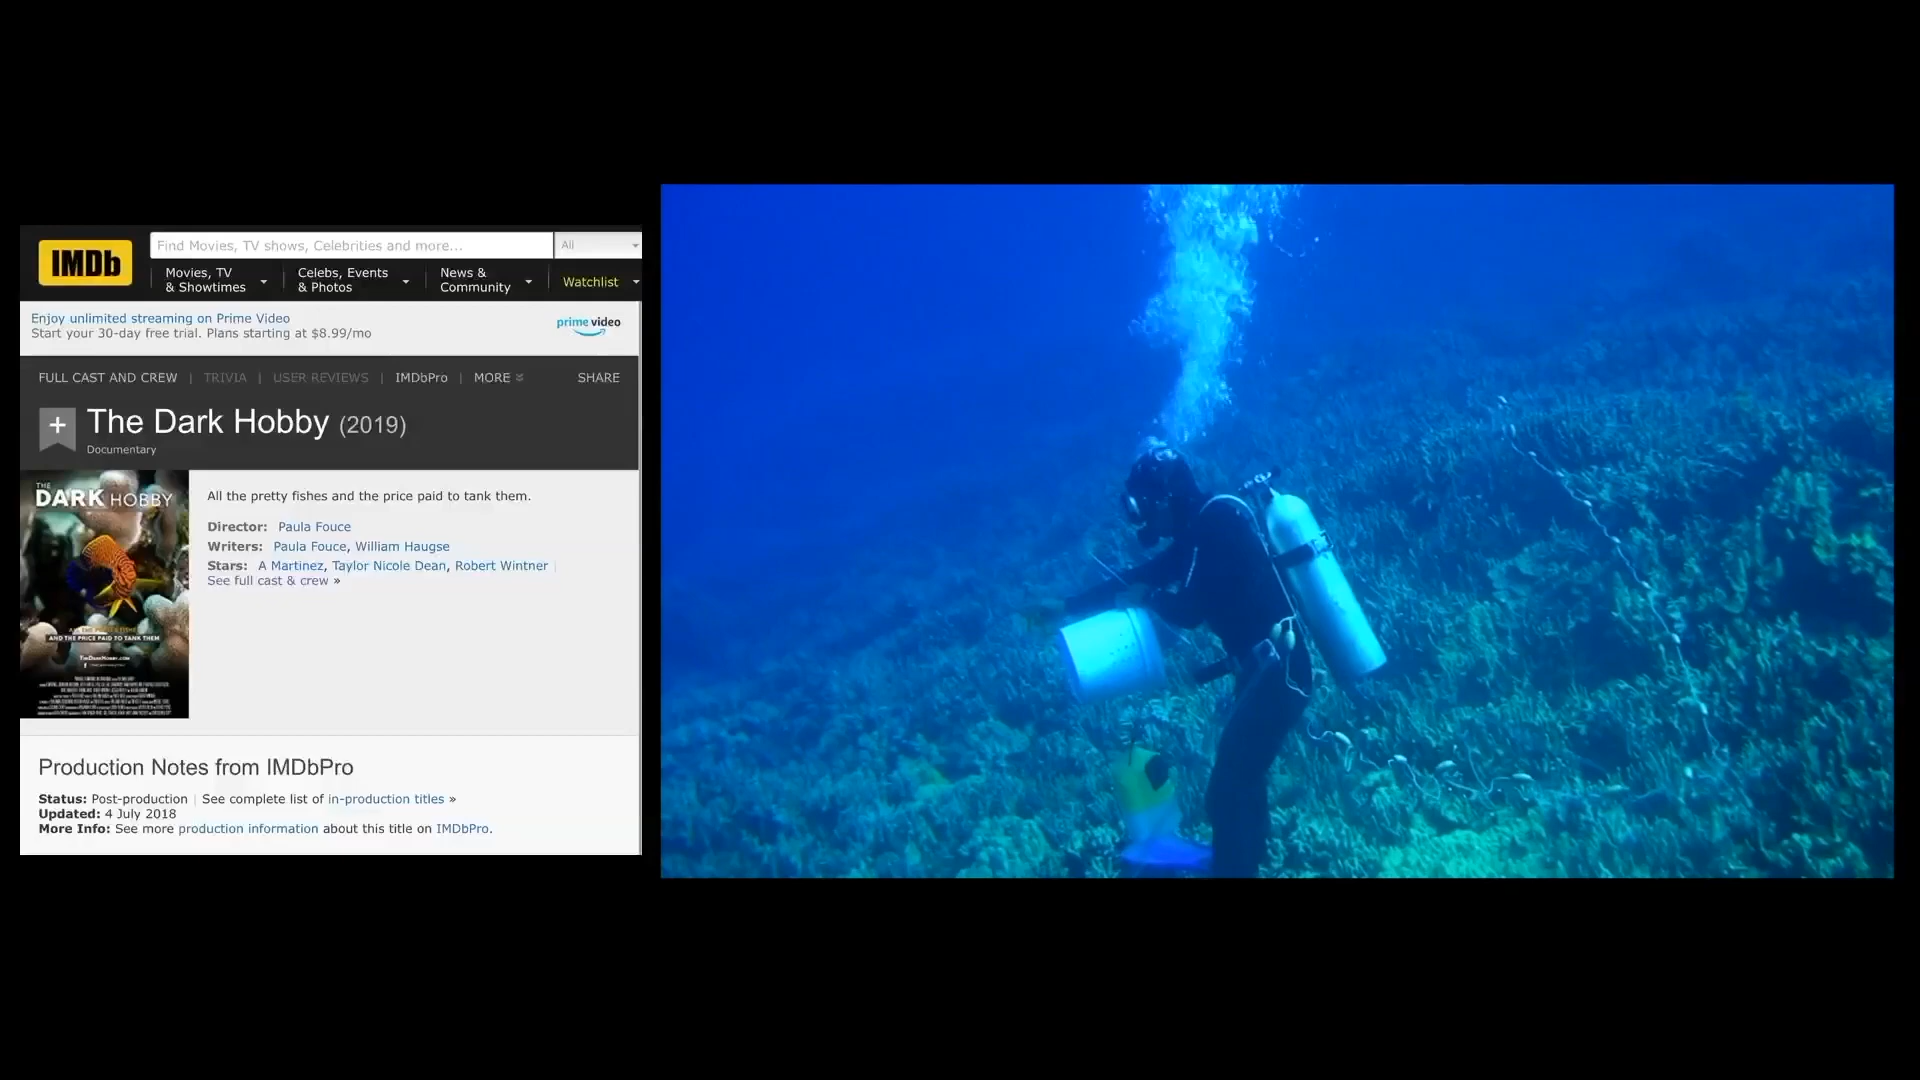 IMDb
Find Movies, TV shows, Celebrities and more...
All
Movies, TV
& Showtimes
Celebs, Events
& Photos
News &
Community
Watchlist
Enjoy unlimited streaming on Prime Video
Start your 30-day free trial. Plans starting at $8.99/mo
prime video
FULL CAST AND CREW | TRIVIA | USER REVIEWS | IMDbPro | MORE
SHARE
+
The Dark Hobby (2019)
Documentary
THE
DARK HOBBY
AND THE PRICE PAID TO TANK THEM
All the pretty fishes and the price paid to tank them.
Director: Paula Fouce
Writers: Paula Fouce, William Haugse
Stars: A Martinez, Taylor Nicole Dean, Robert Wintner |
See full cast & crew »
Production Notes from IMDbPro
Status: Post-production | See complete list of in-production titles »
Updated: 4 July 2018
More Info: See more production information about this title on IMDbPro.